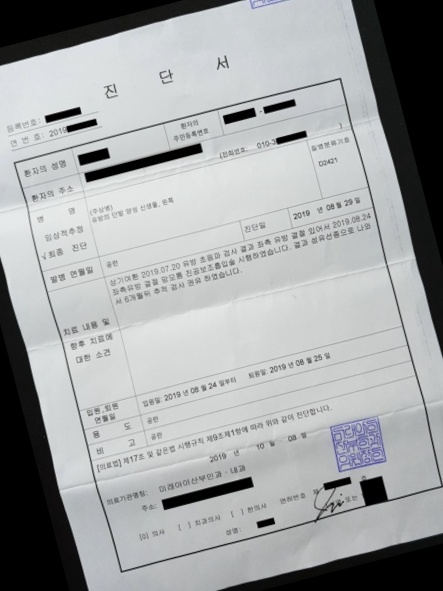 진 단 서
등록번호:
연 번 호: 2019
환자의 성명
환자의
주민등록번호
-
환자의 주소
(전화번호: 010-3 )
병 명
(주상병)
유방의 양성 신생물, 왼쪽
질병분류기호
D2421
임상적추정
√ 최종 진단
발병 연월일
공란
진단일
2019 년 08 월 29 일
치료 내용 및
향후 치료에
대한 소견
상기여환 2019.07.20 유방 초음파 검사 결과 좌측 유방 결절 있어서 2019.08.24
좌측유방 결절 맘모톰 진공보조흡입술 시행하였습니다. 결과 섬유선종으로 나와
서 6개월뒤 추적 검사 권유 하였습니다.
입원.퇴원
연월일
입원일: 2019 년 08 월 24 일부터 퇴원일: 2019 년 08 월 25 일
용 도
공란
비 고
공란
[의료법] 제17조 및 같은법 시행규칙 제9조제1항에 따라 위와 같이 진단합니다.
2019 년 10 월 08 일
의료기관명칭: 미래아이산부인과 - 내과
주소:
[0] 의사 [ ] 치과의사 [ ] 한의사 면허번호 제 호
성명: 또는